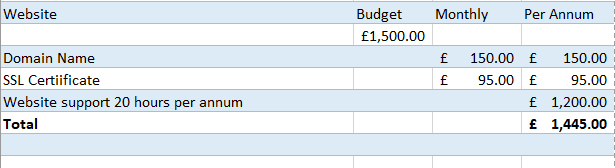 Website Budget Monthly Per Annum
£1,500.00
Domain Name £ 150.00 £ 150.00
SSL Certiificate £ 95.00 £ 95.00
Website support 20 hours per annum £ 1,200.00
Total £ 1,445.00